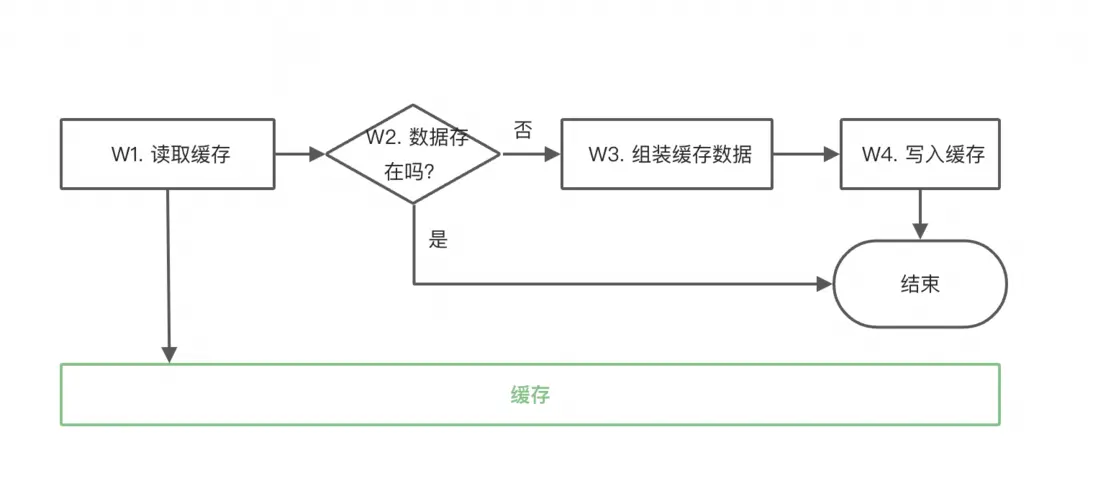 W1. 读取缓存
W2. 数据存
在吗?
否
W3. 组装缓存数据
W4. 写入缓存
是
结束
缓存